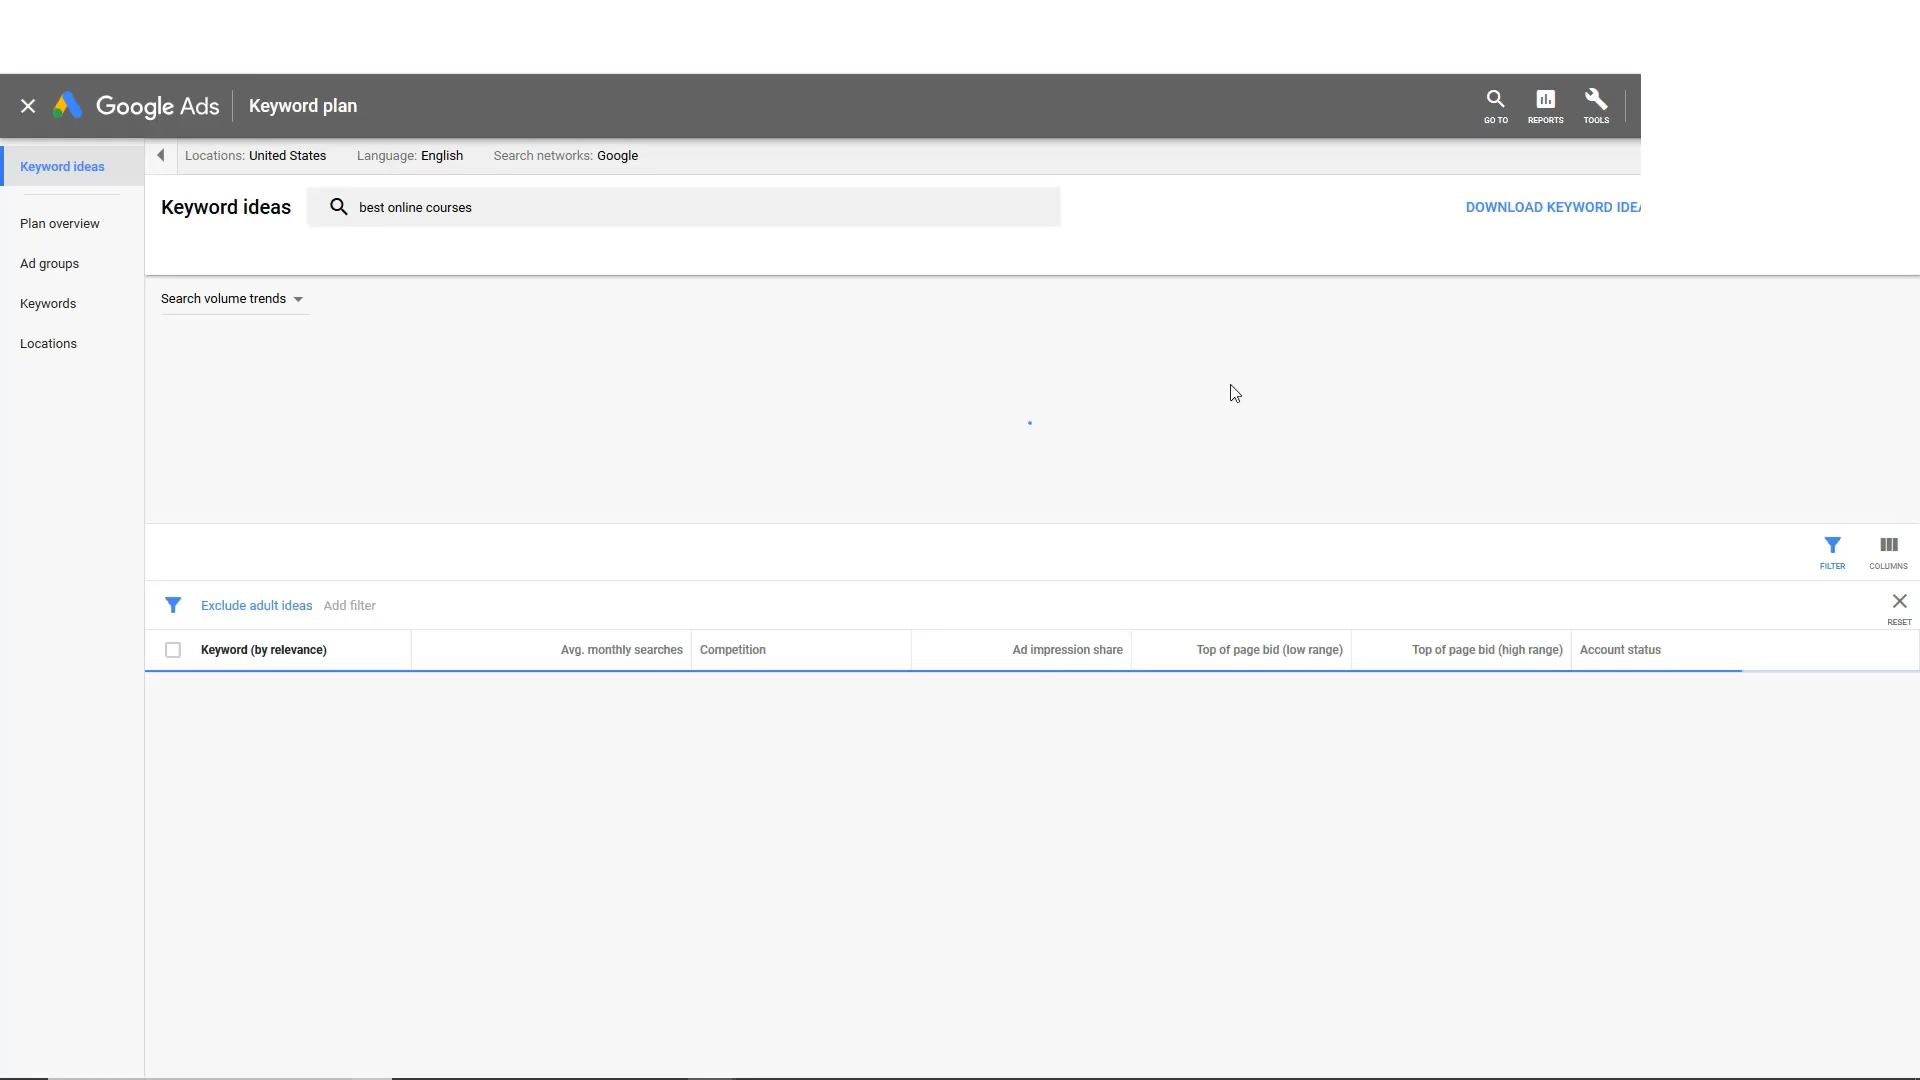 Google Ads Keyword plan GO TO REPORTS TOOLS
Keyword ideas
Locations: United States Language: English Search networks: Google
Keyword ideas best online courses DOWNLOAD KEYWORD IDEA
Plan overview
Ad groups
Keywords
Locations
Search volume trends
FILTER COLUMNS
Exclude adult ideas Add filter RESET
Keyword (by relevance) Avg. monthly searches Competition Ad impression share Top of page bid (low range) Top of page bid (high range) Account status